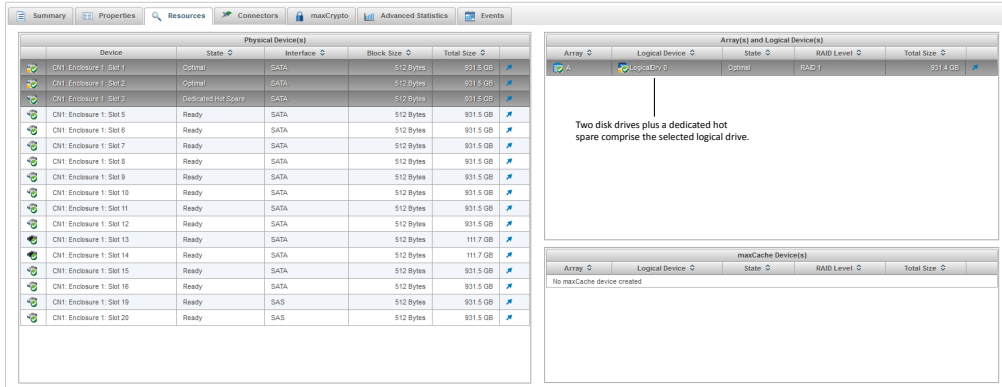 Summary Properties Resources Connectors maxCrypto Advanced Statistics Events
Physical Device(s)
Device State Interface Block Size Total Size
CN1: Enclosure 1: Slot 1 Optimal SATA 512 Bytes 931.5 GB
CN1: Enclosure 1: Slot 2 Optimal SATA 512 Bytes 931.5 GB
CN1: Enclosure 1: Slot 3 Dedicated Hot Spare SATA 512 Bytes 931.5 GB
CN1: Enclosure 1: Slot 5 Ready SATA 512 Bytes 931.5 GB
CN1: Enclosure 1: Slot 6 Ready SATA 512 Bytes 931.5 GB
CN1: Enclosure 1: Slot 7 Ready SATA 512 Bytes 931.5 GB
CN1: Enclosure 1: Slot 8 Ready SATA 512 Bytes 931.5 GB
CN1: Enclosure 1: Slot 9 Ready SATA 512 Bytes 931.5 GB
CN1: Enclosure 1: Slot 10 Ready SATA 512 Bytes 931.5 GB
CN1: Enclosure 1: Slot 11 Ready SATA 512 Bytes 931.5 GB
CN1: Enclosure 1: Slot 12 Ready SATA 512 Bytes 931.5 GB
CN1: Enclosure 1: Slot 13 Ready SATA 512 Bytes 111.7 GB
CN1: Enclosure 1: Slot 14 Ready SATA 512 Bytes 111.7 GB
CN1: Enclosure 1: Slot 15 Ready SATA 512 Bytes 931.5 GB
CN1: Enclosure 1: Slot 16 Ready SATA 512 Bytes 931.5 GB
CN1: Enclosure 1: Slot 19 Ready SAS 512 Bytes 931.5 GB
CN1: Enclosure 1: Slot 20 Ready SAS 512 Bytes 931.5 GB
Array(s) and Logical Device(s)
Array Logical Device State RAID Level Total Size
A LogicalDrv 0 Optimal RAID 1 931.4 GB
Two disk drives plus a dedicated hot
spare comprise the selected logical drive.
maxCache Device(s)
Array Logical Device State RAID Level Total Size
No maxCache device created